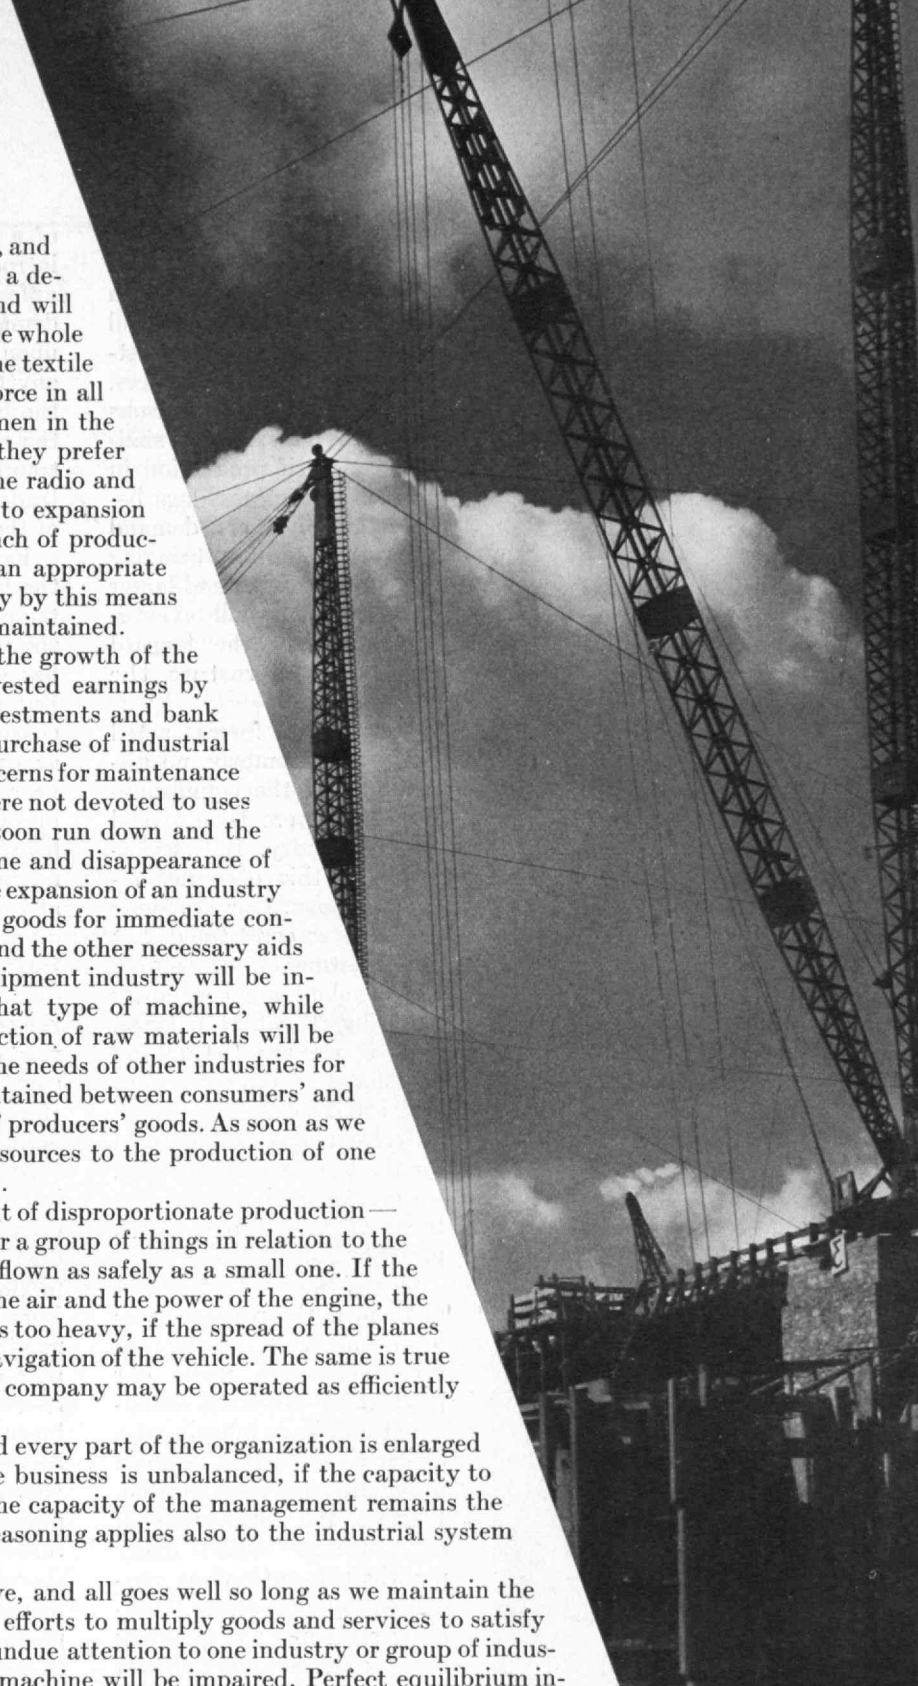 , and
a de-
nd will
e whole
ne textile
orce in all
nen in the
they prefer
ne radio and
to expansion
ach of produc-
an appropriate
y by this means
maintained.
the growth of the
vested earnings by
estments and bank
urchase of industrial
cerns for maintenance
ere not devoted to uses
soon run down and the
ne and disappearance of
e expansion of an industry
goods for immediate con-
nd the other necessary aids
ipment industry will be in-
hat type of machine, while
ction of raw materials will be
ne needs of other industries for
tained between consumers’ and
producers’ goods. As soon as we
sources to the production of one
.
t of disproportionate production—
r a group of things in relation to the
flown as safely as a small one. If the
he air and the power of the engine, the
s too heavy, if the spread of the planes
avigation of the vehicle. The same is true
company may be operated as efficiently
d every part of the organization is enlarged
e business is unbalanced, if the capacity to
he capacity of the management remains the
easoning applies also to the industrial system
ve, and all goes well so long as we maintain the
efforts to multiply goods and services to satisfy
undue attention to one industry or group of indus-
machine will be impaired. Perfect equilibrium in-